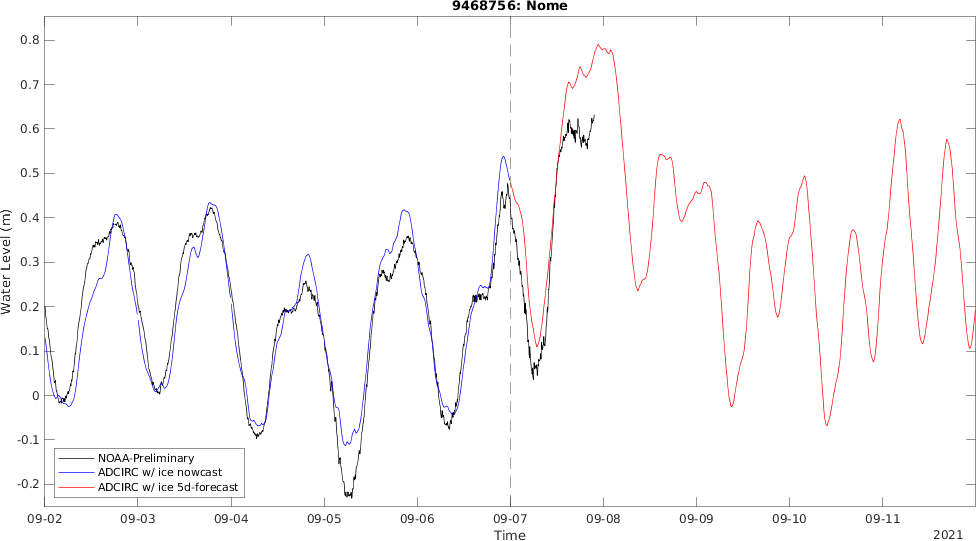 9468756: Nome
0.8
0.7
0.6
0.5
0.4
0.3
0.2
0.1
0
-0.1
-0.2
Water Level (m)
NOAA-Preliminary
ADCIRC w/ ice nowcast
ADCIRC w/ ice 5d-forecast
09-02 09-03 09-04 09-05 09-06 09-07 09-08 09-09 09-10 09-11
Time
2021